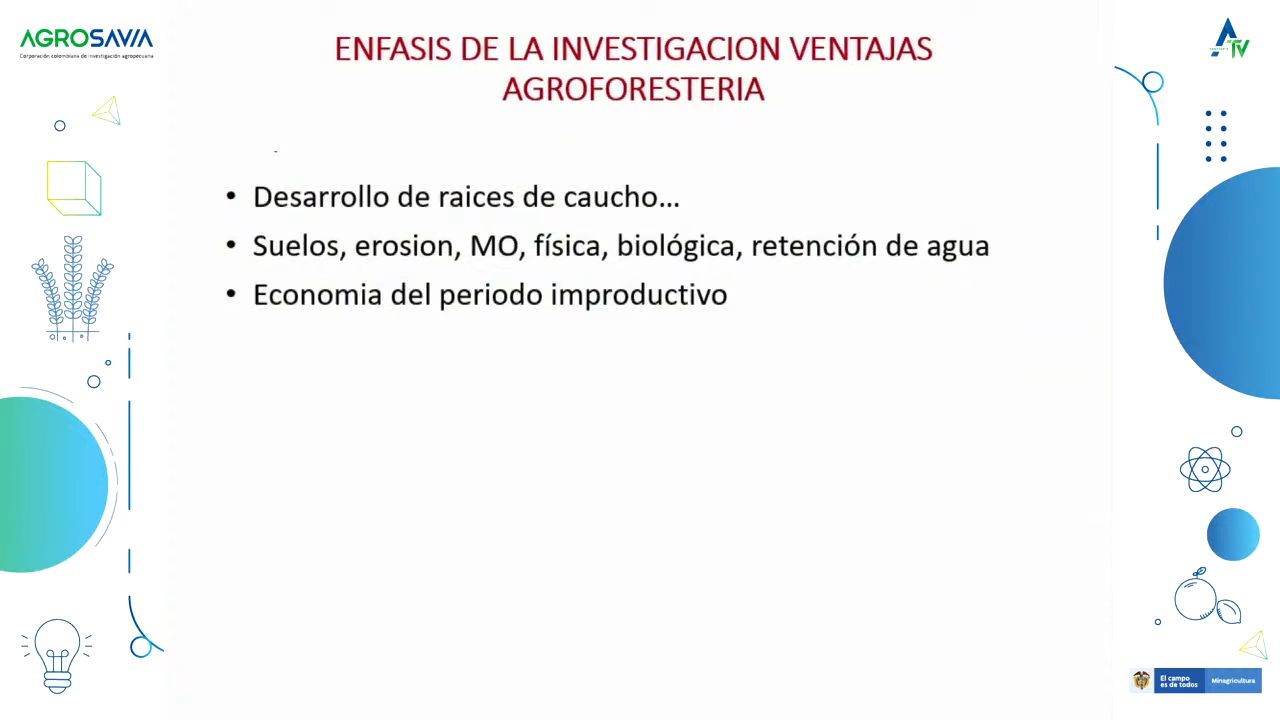 AGROSAVIA
Corporación colombiana de investigación agropecuaria
ENFASIS DE LA INVESTIGACION VENTAJAS
AGROFORESTERIA
• Desarrollo de raices de caucho...
• Suelos, erosion, MO, física, biológica, retención de agua
• Economia del periodo improductivo
TV
El campo
es de todos
Minagricultura